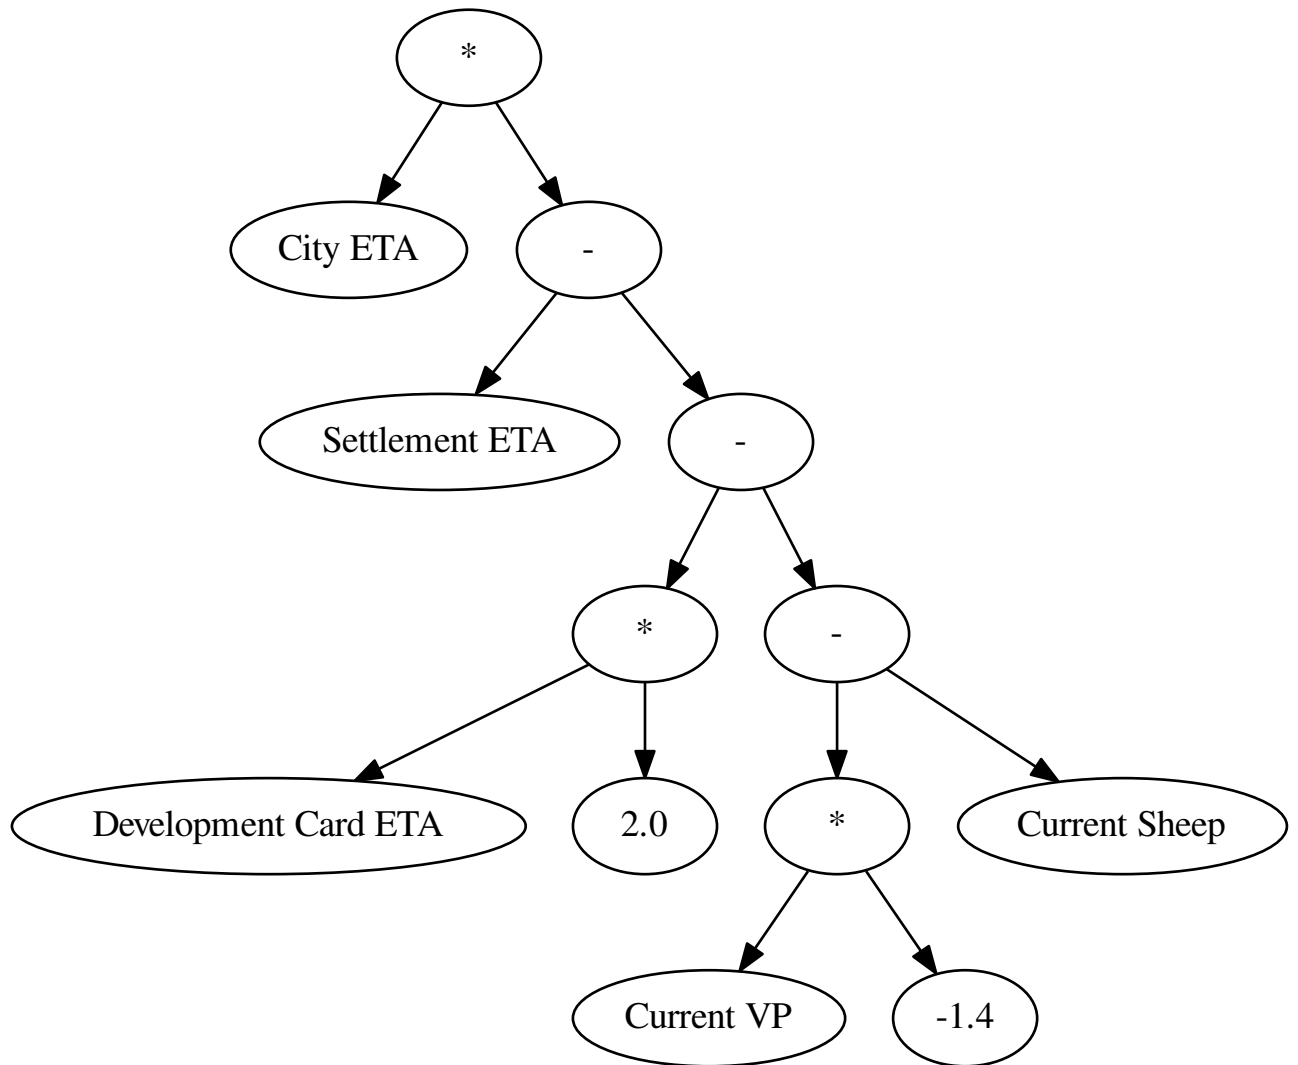 *
City ETA
-
Settlement ETA
-
*
-
Development Card ETA
2.0
*
Current Sheep
Current VP
-1.4